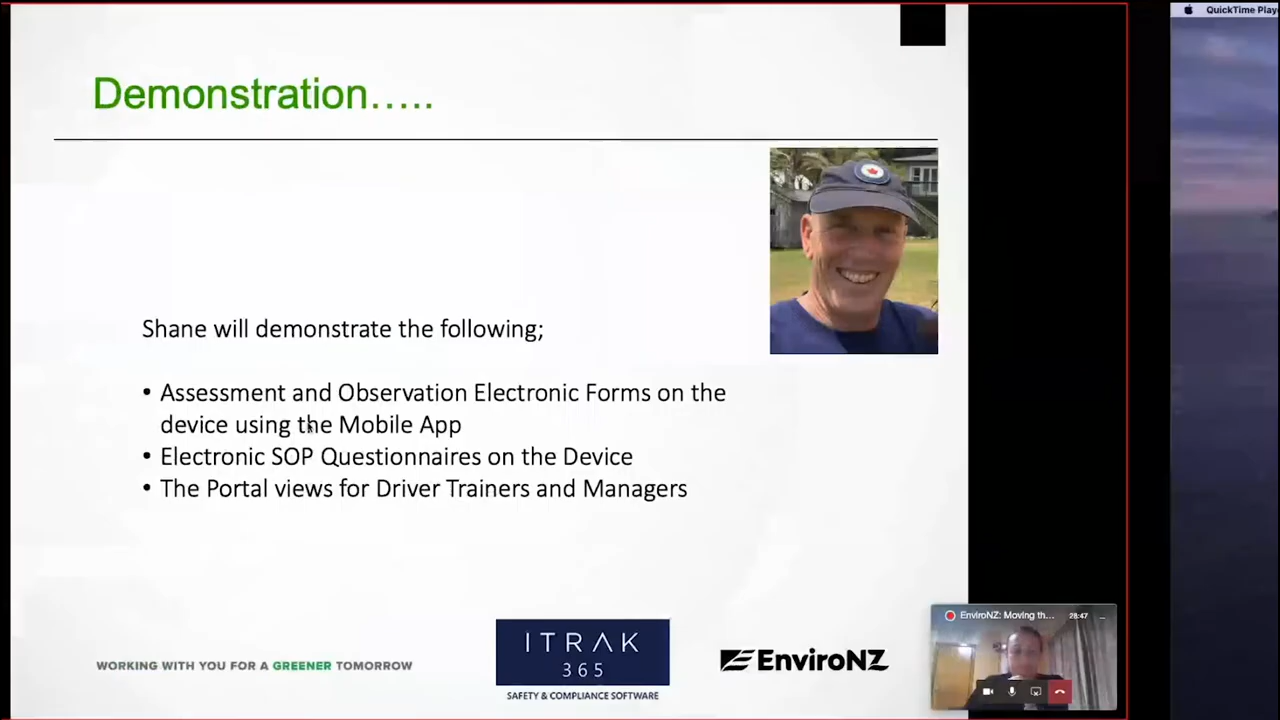 QuickTime Playe
Demonstration.....
Shane will demonstrate the following;
• Assessment and Observation Electronic Forms on the
device using the Mobile App
• Electronic SOP Questionnaires on the Device
• The Portal views for Driver Trainers and Managers
EnviroNZ: Moving th... 28:47
WORKING WITH YOU FOR A GREENER TOMORROW
ITRAK
365
SAFETY & COMPLIANCE SOFTWARE
EnviroNZ